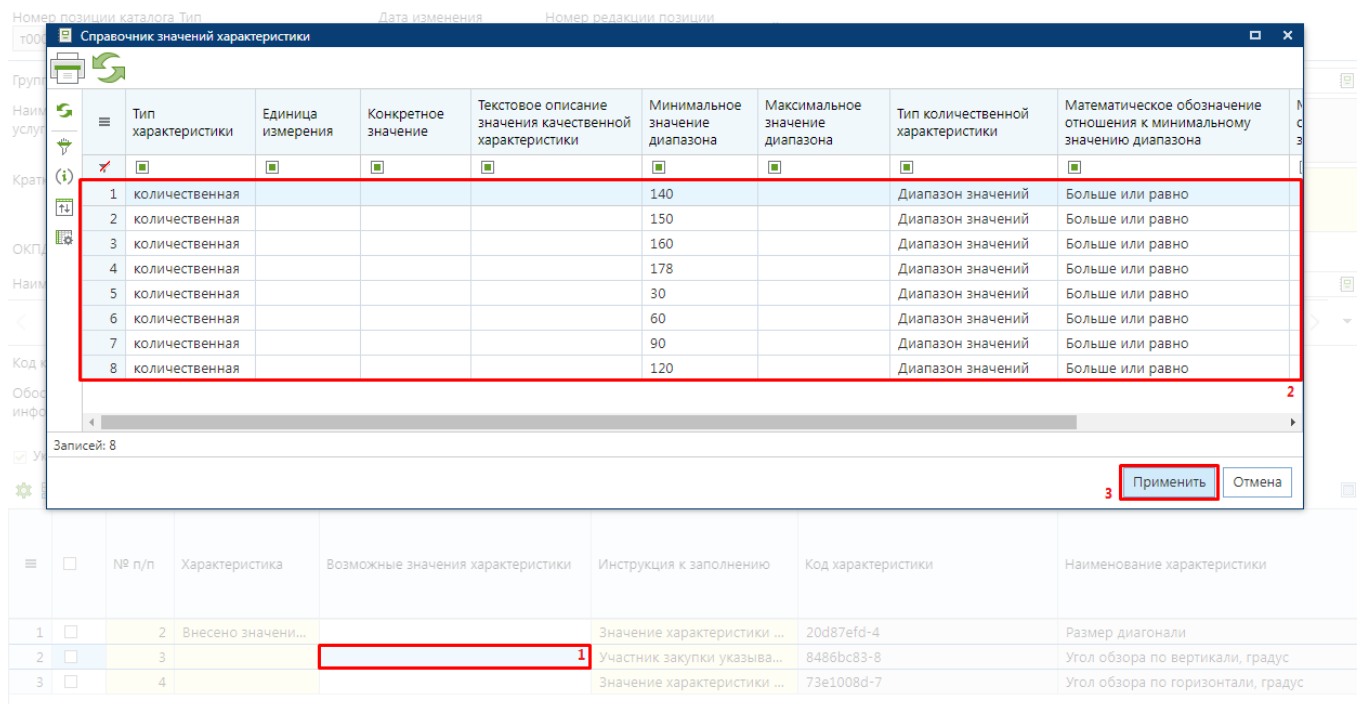 Номер позиции каталога Тип Дата изменения Номер редакции позиции
Справочник значений характеристики
Тип характеристики
Единица измерения
Конкретное значение
Текстовое описание значения качественной характеристики
Минимальное значение диапазона
Максимальное значение диапазона
Тип количественной характеристики
Математическое обозначение отношения к минимальному значению диапазона
1 количественная 140 Диапазон значений Больше или равно
2 количественная 150 Диапазон значений Больше или равно
3 количественная 160 Диапазон значений Больше или равно
4 количественная 178 Диапазон значений Больше или равно
5 количественная 30 Диапазон значений Больше или равно
6 количественная 60 Диапазон значений Больше или равно
7 количественная 90 Диапазон значений Больше или равно
8 количественная 120 Диапазон значений Больше или равно
2
Записей: 8
3 Применить Отмена
№ п/п Характеристика Возможные значения характеристики Инструкция к заполнению Код характеристики Наименование характеристики
1 2 Внесено значени... Значение характеристики ... 20d87efd-4 Размер диагонали
2 3 1 Участник закупки указыва... 8486bc83-8 Угол обзора по вертикали, градус
3 4 Значение характеристики ... 73e1008d-7 Угол обзора по горизонтали, градус